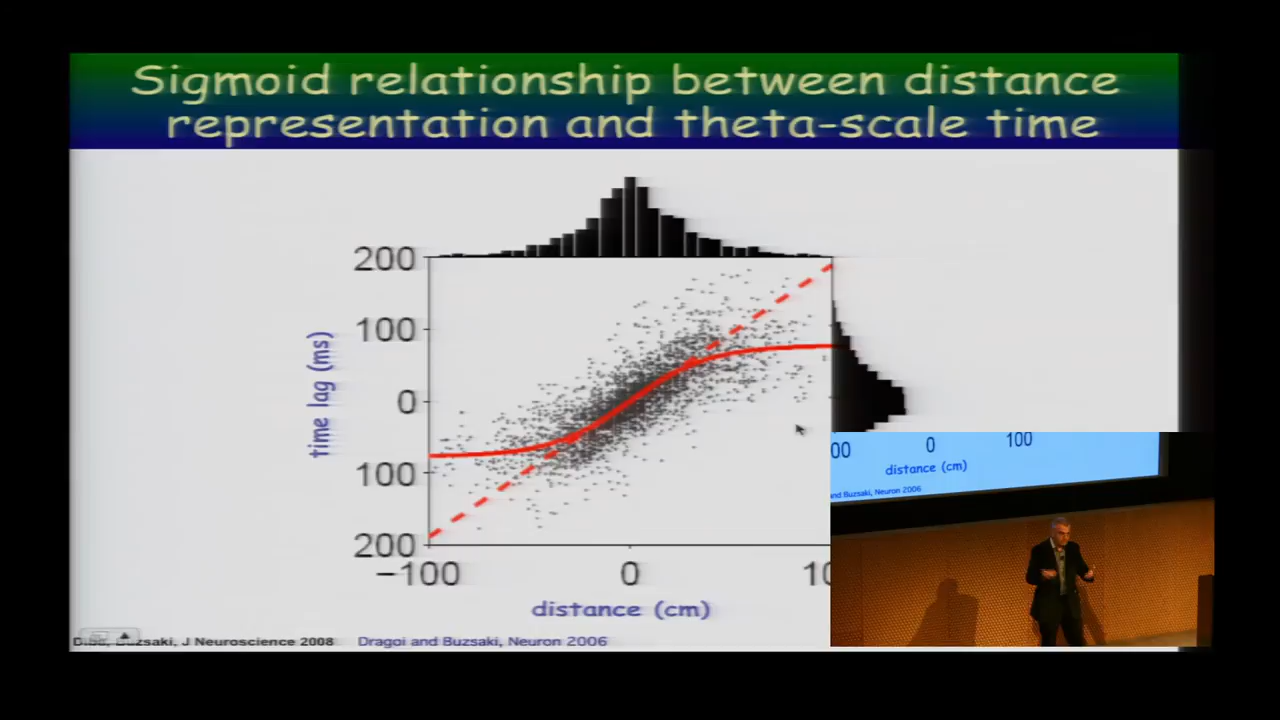 Sigmoid relationship between distance
representation and theta-scale time
200
100
0
100
200
time lag (ms)
−100
0
10
distance (cm)
Buzsaki, J Neuroscience 2008
Dragoi and Buzsaki, Neuron 2006
00
0
100
distance (cm)
and Buzsaki, Neuron 2006